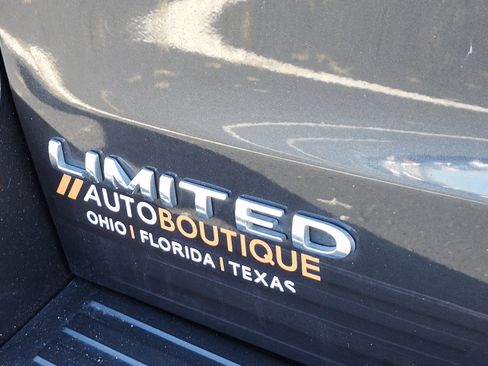 LIMITED
//AUTOBOUTIQUE
OHIO | FLORIDA | TEXAS